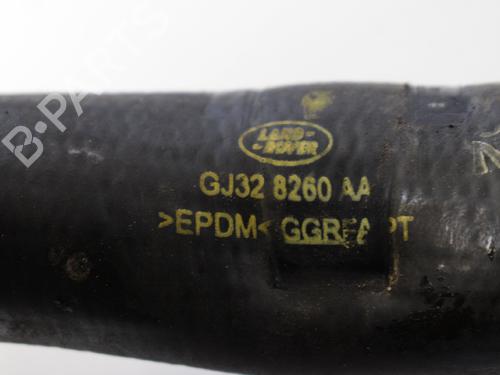 B-PARTS
LAND-
-ROVER
GJ32 8260 AA
>EPDM<